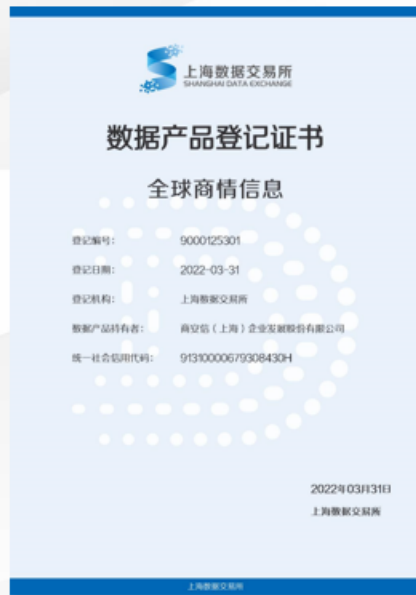 上海数据交易所
SHANGHAI DATA EXCHANGE
数据产品登记证书
全球商情信息
登记编号： 9000125301
登记日期： 2022-03-31
登记机构： 上海数据交易所
数据产品持有者： 商安信（上海）企业发展股份有限公司
统一社会信用代码： 91310000679308430H
2022年03月31日
上海数据交易所
上海数据交易所